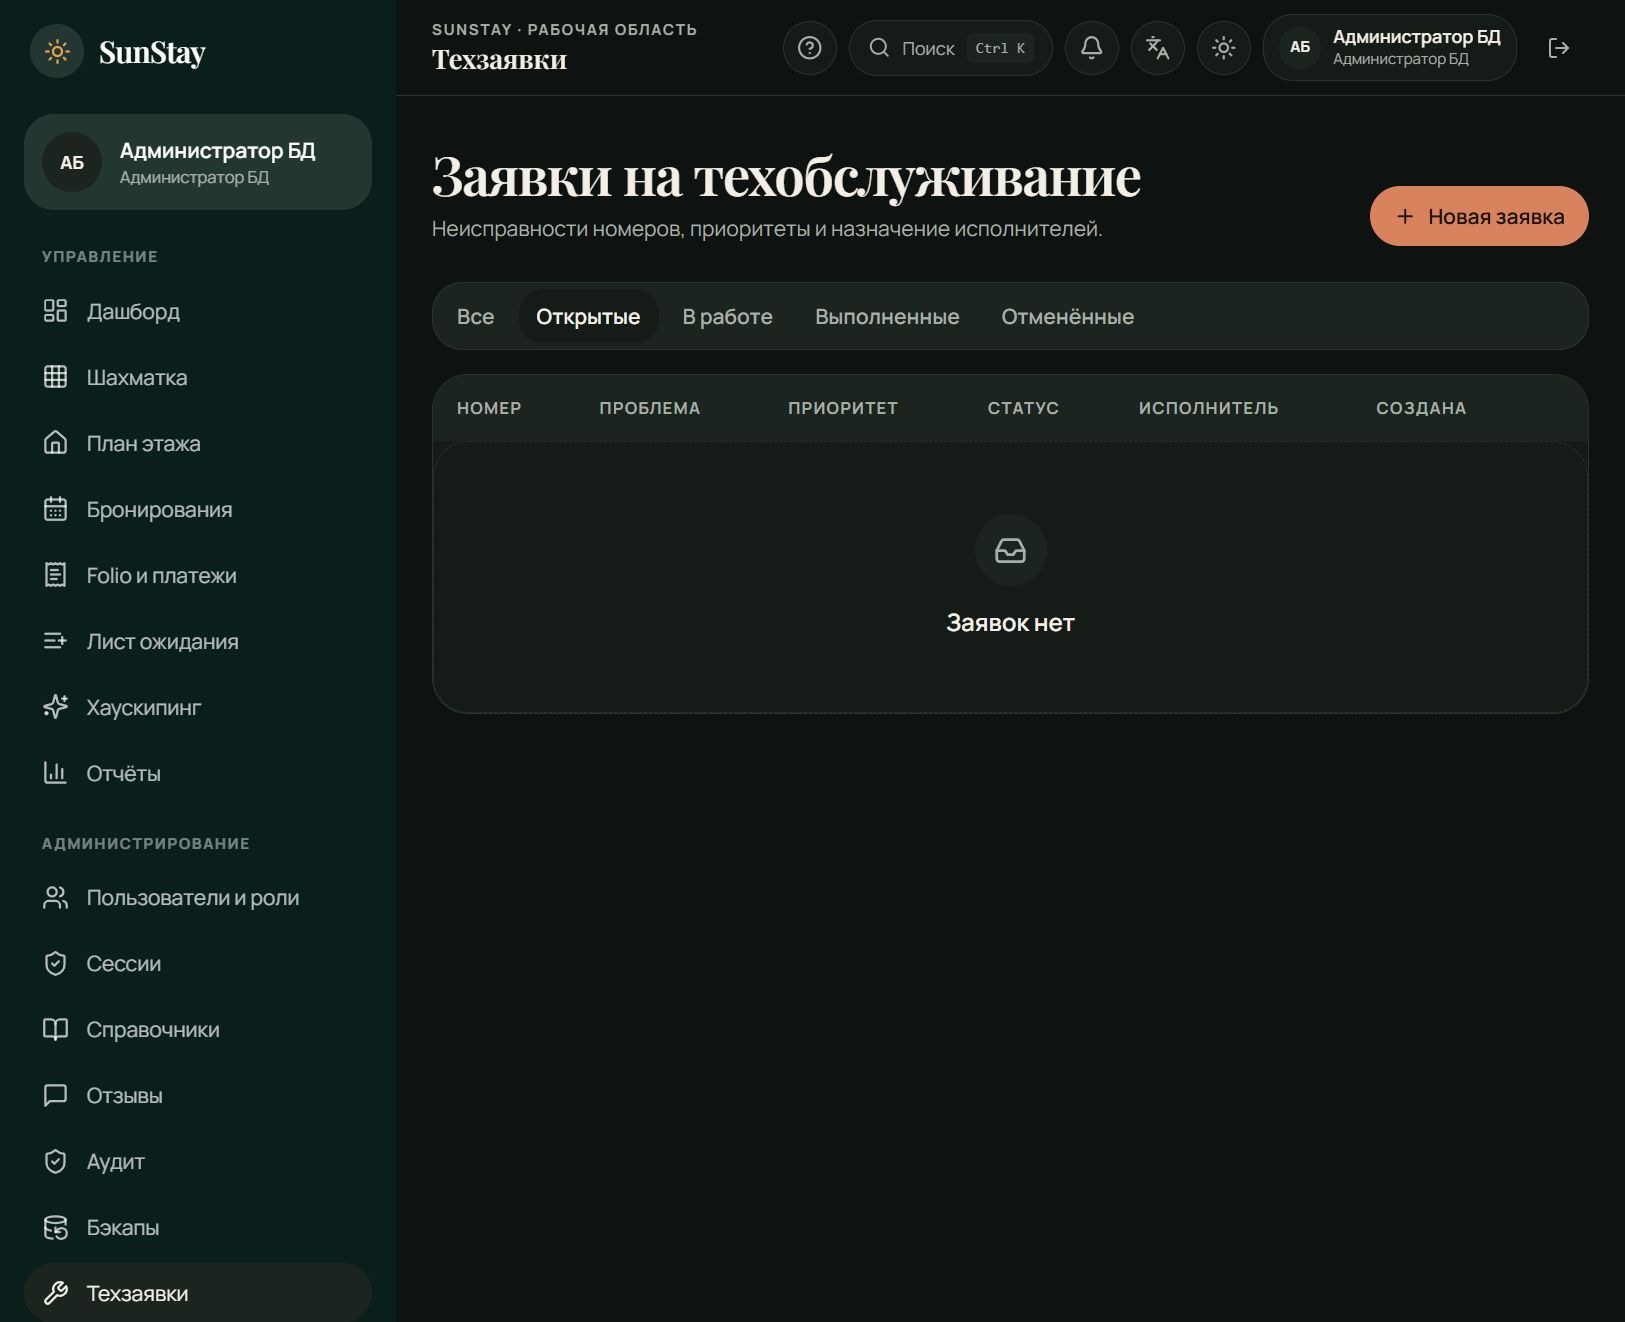 SunStay
АБ
Администратор БД
Администратор БД
УПРАВЛЕНИЕ
Дашборд
Шахматка
План этажа
Бронирования
Folio и платежи
Лист ожидания
Хаускипинг
Отчёты
АДМИНИСТРИРОВАНИЕ
Пользователи и роли
Сессии
Справочники
Отзывы
Аудит
Бэкапы
Техзаявки
SUNSTAY · РАБОЧАЯ ОБЛАСТЬ
Техзаявки
Поиск Ctrl K
АБ
Администратор БД
Администратор БД
Заявки на техобслуживание
Неисправности номеров, приоритеты и назначение исполнителей.
+ Новая заявка
Все Открытые В работе Выполненные Отменённые
НОМЕР ПРОБЛЕМА ПРИОРИТЕТ СТАТУС ИСПОЛНИТЕЛЬ СОЗДАНА
Заявок нет